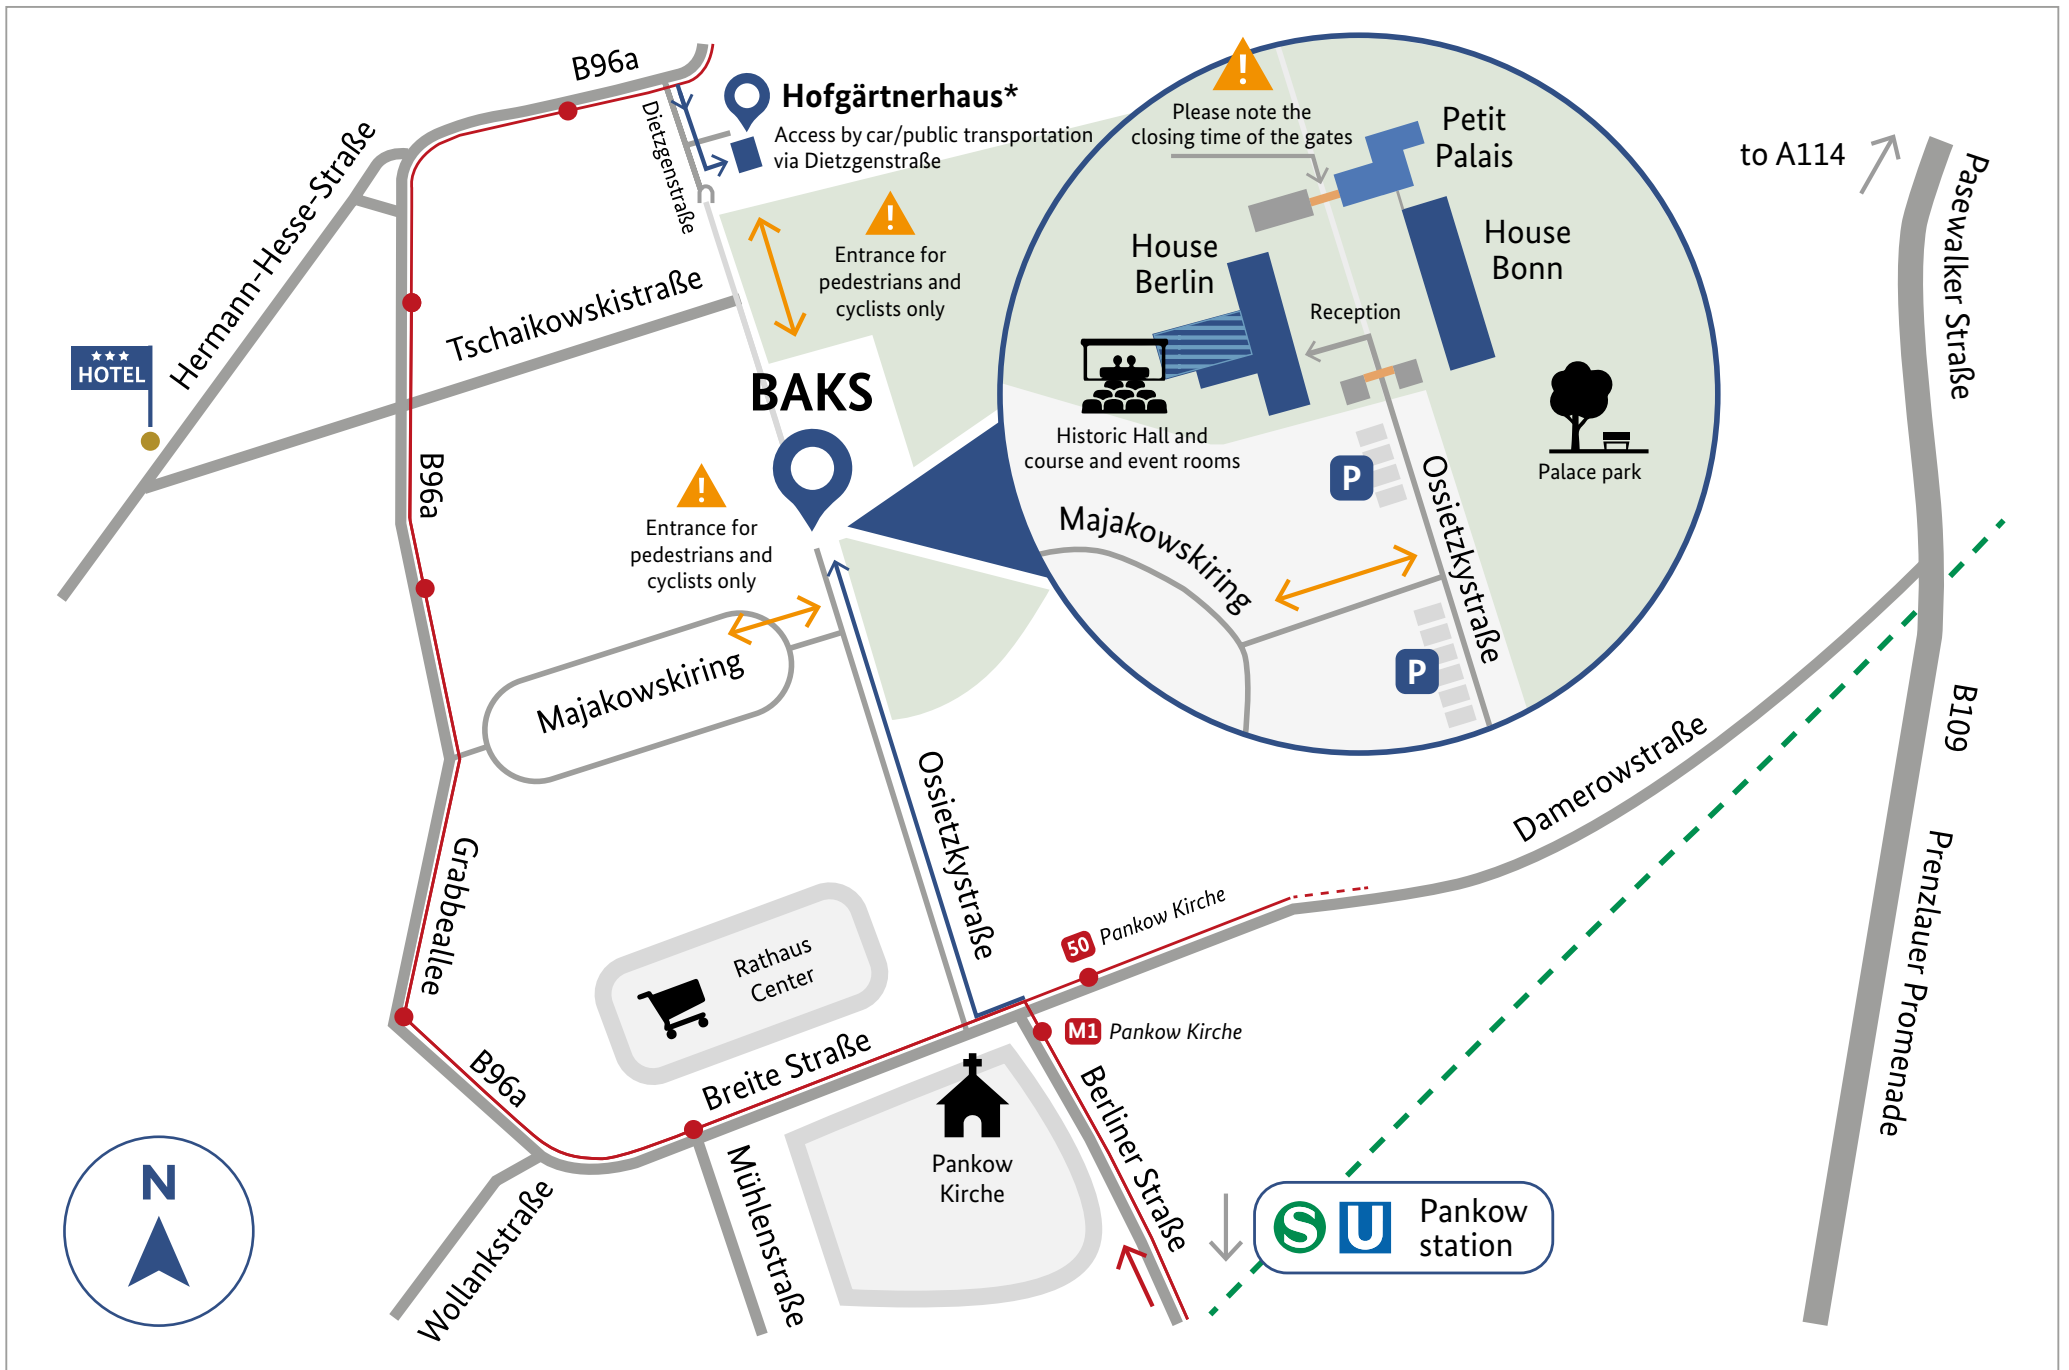 B96a
Hofgärtnerhaus*
Access by car/public transportation
via Dietzgenstraße
Dietzgenstraße
Hermann-Hesse-Straße
Tschaikowskistraße
HOTEL
!
Entrance for
pedestrians and
cyclists only
BAKS
B96a
!
Entrance for
pedestrians and
cyclists only
Majakowskiring
Grabbeallee
B96a
Ossietzkystraße
Rathaus
Center
Breite Straße
50 Pankow Kirche
M1 Pankow Kirche
Pankow
Kirche
Berliner Straße
Mühlenstraße
Wollankstraße
N
!
Please note the
closing time of the gates
Petit
Palais
House
Berlin
House
Bonn
Reception
Historic Hall and
course and event rooms
P
Palace park
Majakowskiring
Ossietzkystraße
P
to A114
Pasewalker Straße
B109
Damerowstraße
Prenzlauer Promenade
S U Pankow
station